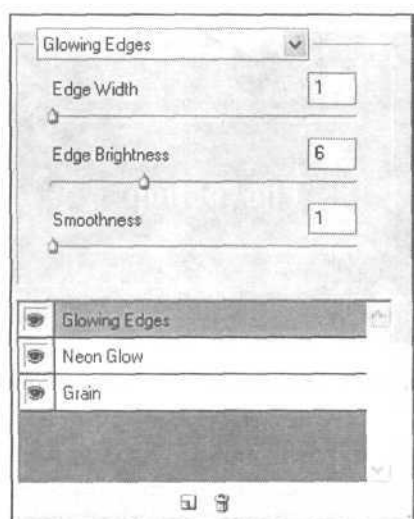 Glowing Edges
Edge Width 1
Edge Brightness 6
Smoothness 1
Glowing Edges
Neon Glow
Grain